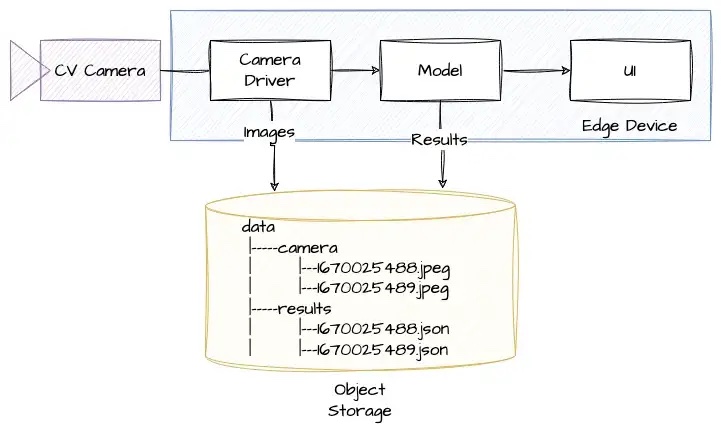 CV Camera
Camera
Driver
Model
UI
Edge Device
Images
Results
data
|-----camera
|         |---1670025488.jpeg
|         |---1670025489.jpeg
|-----results
|         |---1670025488.json
|         |---1670025489.json
Object
Storage